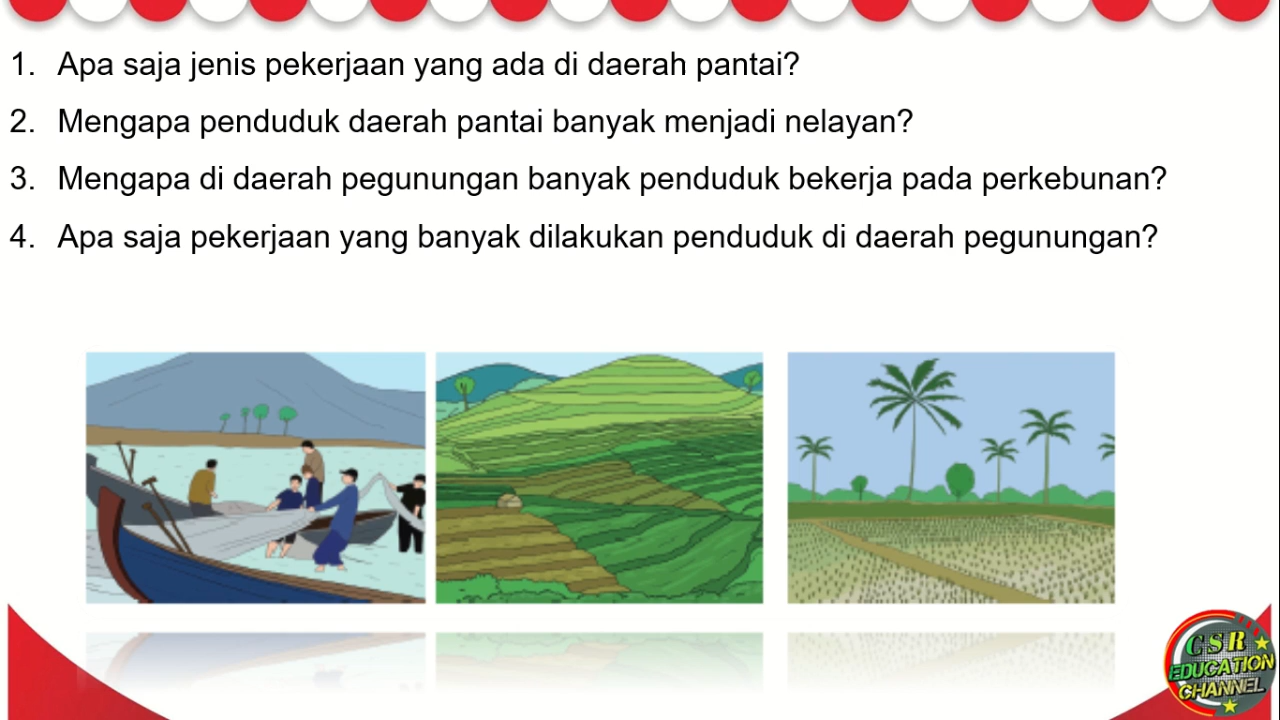 1. Apa saja jenis pekerjaan yang ada di daerah pantai?
2. Mengapa penduduk daerah pantai banyak menjadi nelayan?
3. Mengapa di daerah pegunungan banyak penduduk bekerja pada perkebunan?
4. Apa saja pekerjaan yang banyak dilakukan penduduk di daerah pegunungan?
CSR
EDUCATION
CHANNEL